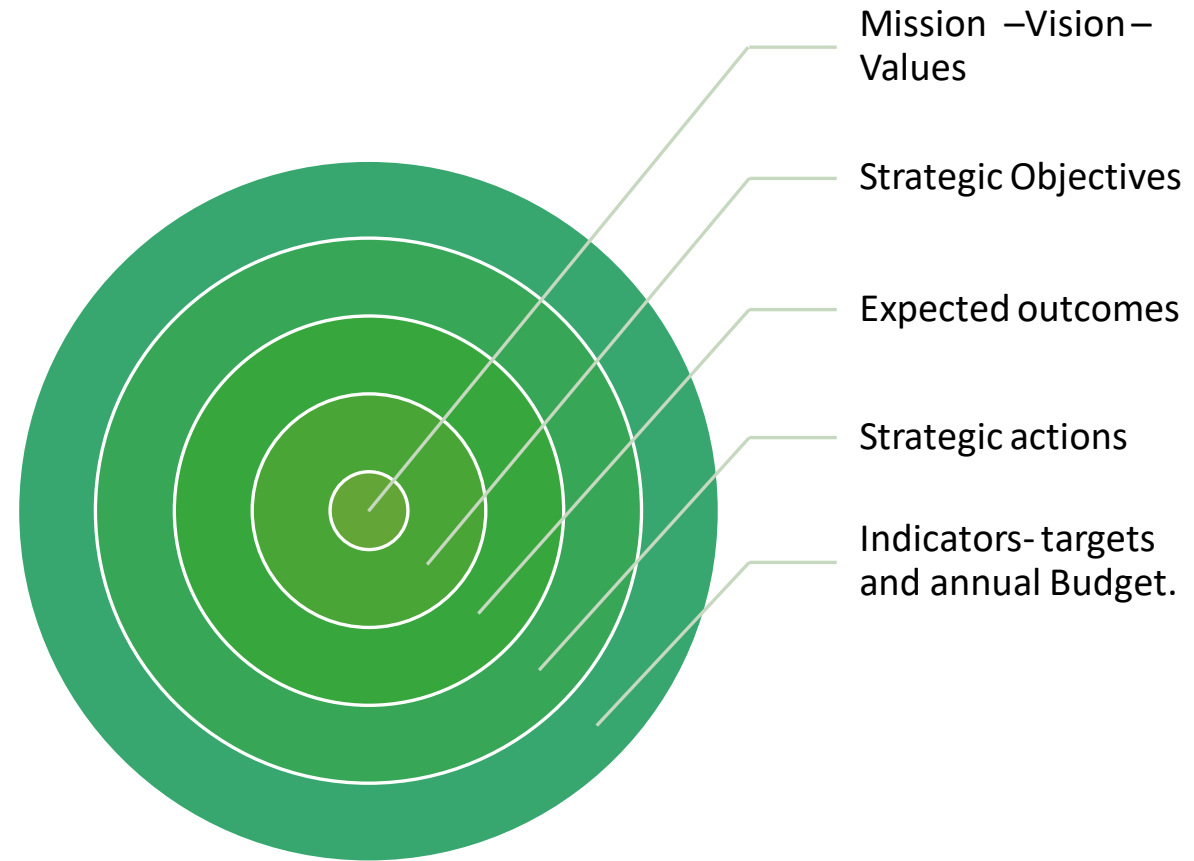 Mission –Vision –
Values
Strategic Objectives
Expected outcomes
Strategic actions
Indicators- targets
and annual Budget.